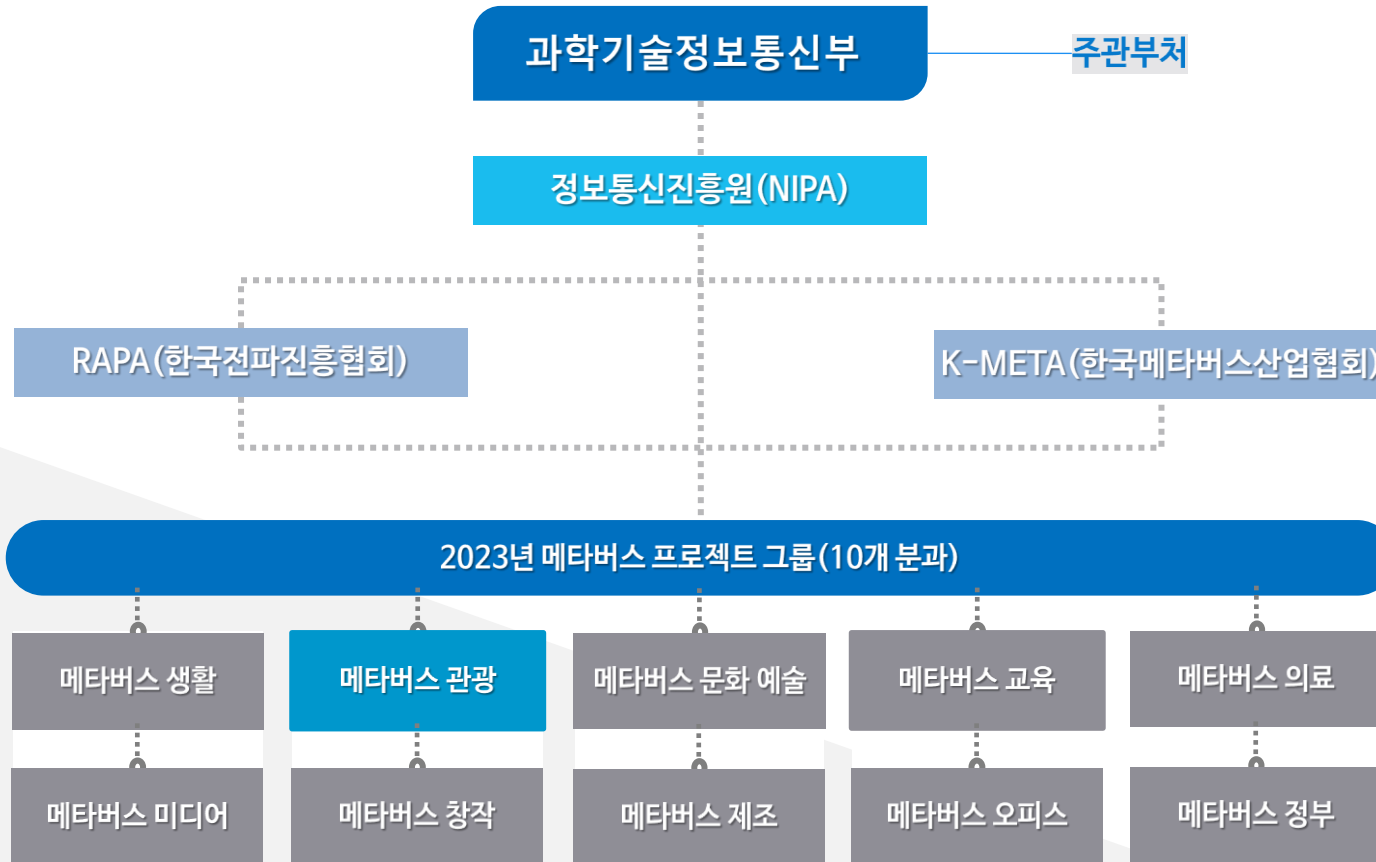 과학기술정보통신부
주관부처
정보통신진흥원(NIPA)
RAPA(한국전파진흥협회)
K-META(한국메타버스산업협회)
2023년 메타버스 프로젝트 그룹(10개 분과)
메타버스 생활
메타버스 관광
메타버스 문화 예술
메타버스 교육
메타버스 의료
메타버스 미디어
메타버스 창작
메타버스 제조
메타버스 오피스
메타버스 정부